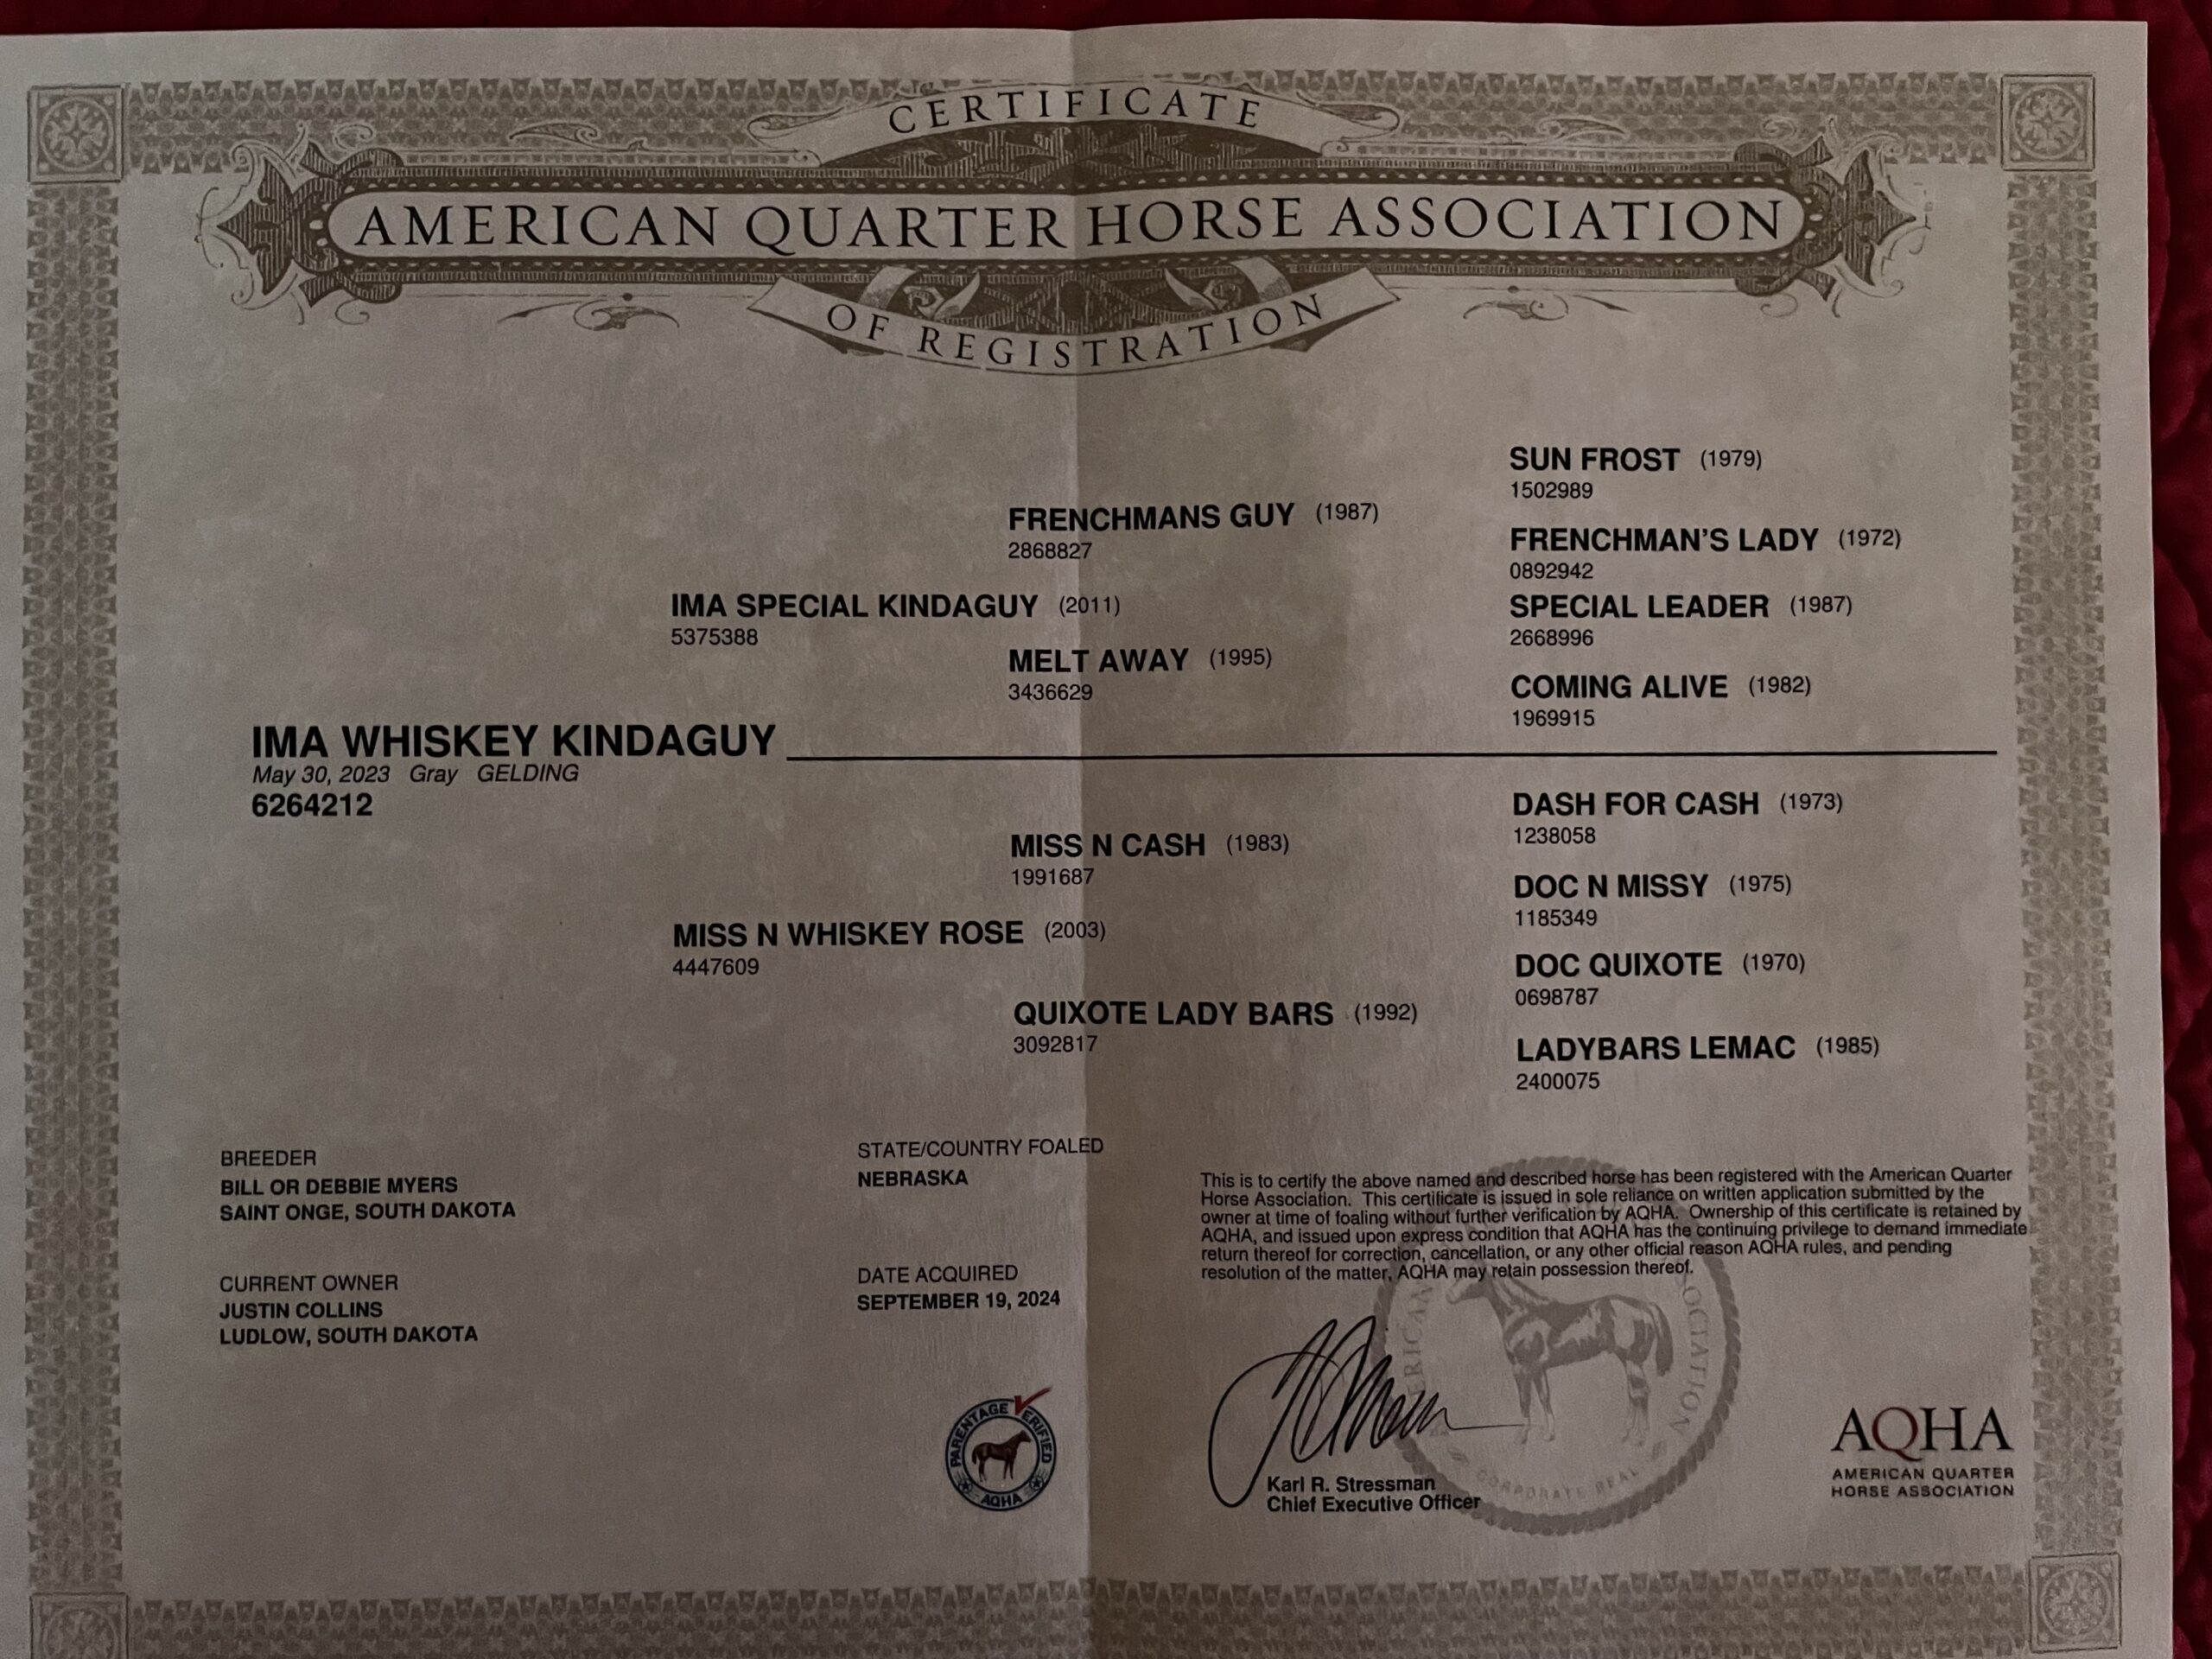 CERTIFICATE
AMERICAN QUARTER HORSE ASSOCIATION
OF REGISTRATION
SUN FROST (1979)
1502989
FRENCHMANS GUY (1987)
2868827
FRENCHMAN'S LADY (1972)
0892942
IMA SPECIAL KINDAGUY (2011)
5375388
SPECIAL LEADER (1987)
2668996
MELT AWAY (1995)
3436629
COMING ALIVE (1982)
1969915
IMA WHISKEY KINDAGUY
May 30, 2023 Gray GELDING
6264212
DASH FOR CASH (1973)
1238058
MISS N CASH (1983)
1991687
DOC N MISSY (1975)
1185349
MISS N WHISKEY ROSE (2003)
4447609
DOC QUIXOTE (1970)
0698787
QUIXOTE LADY BARS (1992)
3092817
LADYBARS LEMAC (1985)
2400075
BREEDER
BILL OR DEBBIE MYERS
SAINT ONGE, SOUTH DAKOTA
STATE/COUNTRY FOALED
NEBRASKA
CURRENT OWNER
JUSTIN COLLINS
LUDLOW, SOUTH DAKOTA
DATE ACQUIRED
SEPTEMBER 19, 2024
This is to certify the above named and described horse has been registered with the American Quarter
Horse Association. This certificate is issued in sole reliance on written application submitted by the
owner at time of foaling without further verification by AQHA. Ownership of this certificate is retained by
AQHA, and issued upon express condition that AQHA has the continuing privilege to demand immediate
return thereof for correction, cancellation, or any other official reason AQHA rules, and pending
resolution of the matter, AQHA may retain possession thereof.
PARENTAGE VERIFIED
AQHA
CORPORATE SEAL
Karl R. Stressman
Chief Executive Officer
AQHA
AMERICAN QUARTER
HORSE ASSOCIATION